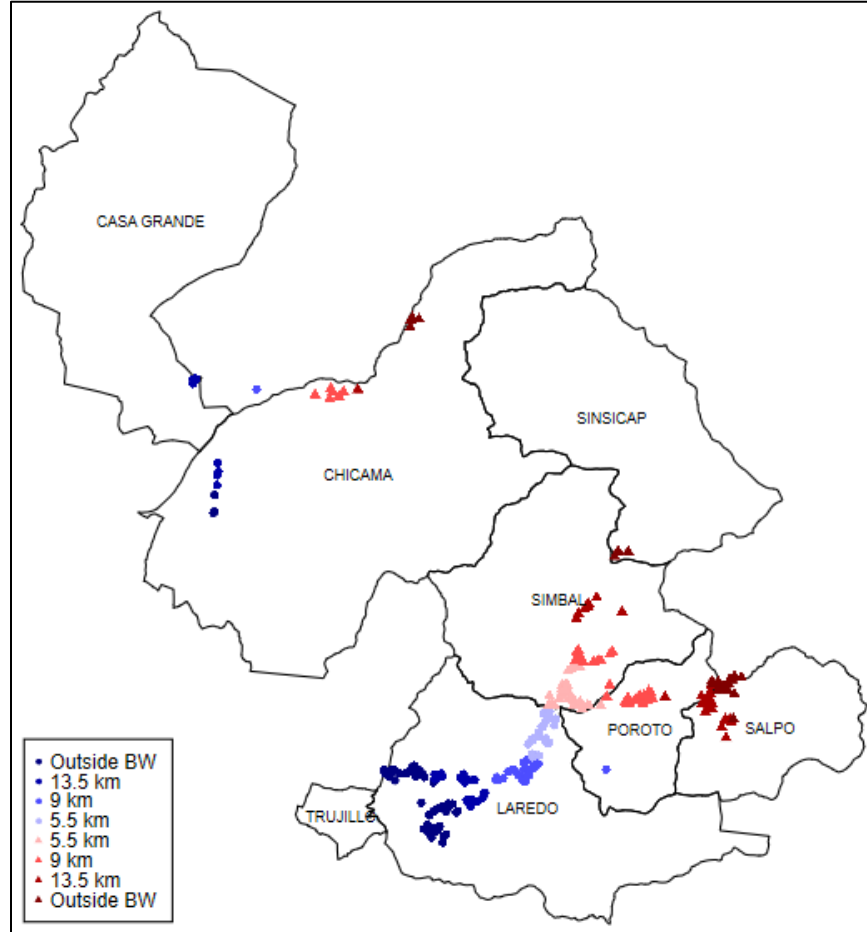 CASA GRANDE
SINSICAP
CHICAMA
SIMBAL
POROTO
SALPO
TRUJILLO
LAREDO
Outside BW
13.5 km
9 km
5.5 km
5.5 km
9 km
13.5 km
Outside BW